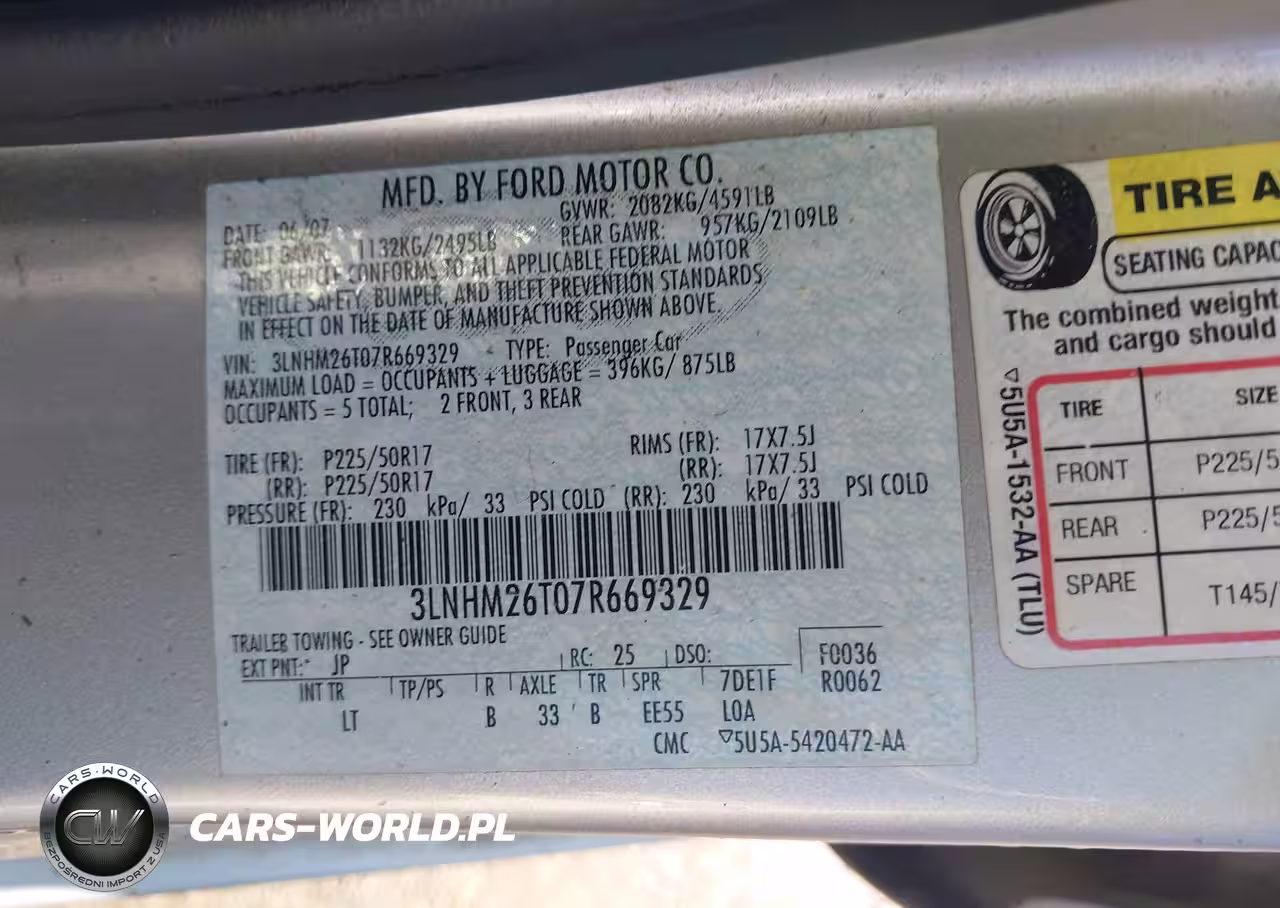 MFD. BY FORD MOTOR CO.
DATE: 06/07 GVWR: 2082KG/4591LB
FRONT GAWR: 1132KG/2495LB REAR GAWR: 957KG/2109LB
THIS VEHICLE CONFORMS TO ALL APPLICABLE FEDERAL MOTOR
VEHICLE SAFETY, BUMPER, AND THEFT PREVENTION STANDARDS
IN EFFECT ON THE DATE OF MANUFACTURE SHOWN ABOVE.
VIN: 3LNHM26T07R669329 TYPE: Passenger Car
MAXIMUM LOAD = OCCUPANTS + LUGGAGE = 396KG/ 875LB
OCCUPANTS = 5 TOTAL; 2 FRONT, 3 REAR
TIRE (FR): P225/50R17 RIMS (FR): 17X7.5J
(RR): P225/50R17 (RR): 17X7.5J
PRESSURE (FR): 230 kPa/ 33 PSI COLD (RR): 230 kPa/ 33 PSI COLD
3LNHM26T07R669329
TRAILER TOWING - SEE OWNER GUIDE
EXT PNT: JP RC: 25 DSO: F0036
INT TR TP/PS R AXLE TR SPR 7DE1F R0062
LT B 33 B EE55 LOA
CMC ▽5U5A-5420472-AA
TIRE A
SEATING CAPAC
The combined weight
and cargo should
▽5U5A-1532-AA (TLU)
TIRE SIZE
FRONT P225/5
REAR P225/5
SPARE T145/
CARS-WORLD
CW
BEZPOŚREDNI IMPORT Z USA
CARS-WORLD.PL